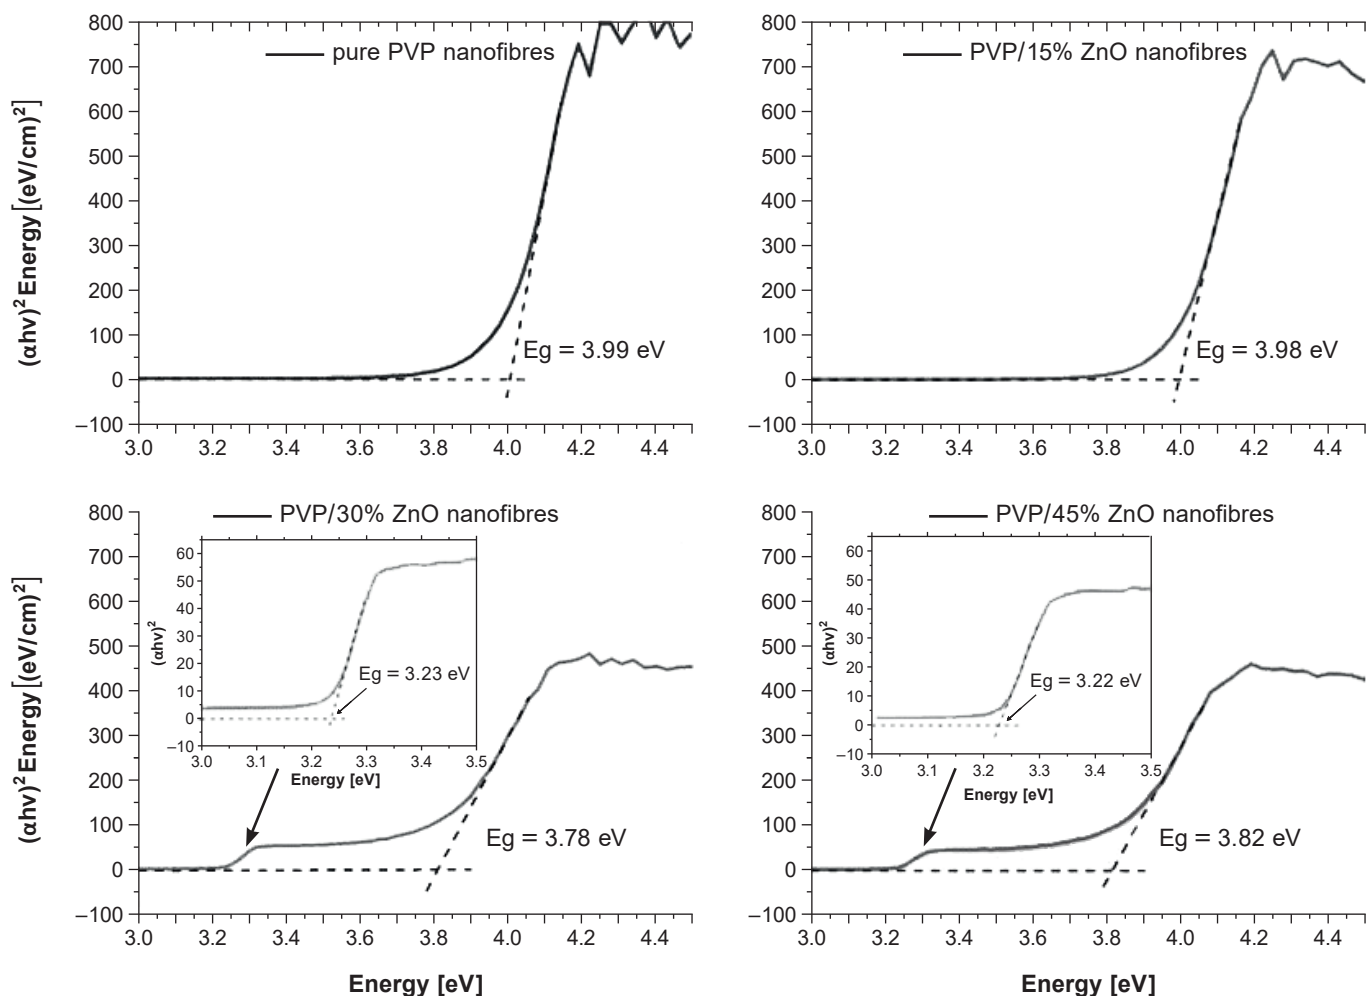 pure PVP nanofibres
(αhv)² Energy [(eV/cm)²]
800
700
600
500
400
300
200
100
0
–100
Eg = 3.99 eV
3.0 3.2 3.4 3.6 3.8 4.0 4.2 4.4
PVP/15% ZnO nanofibres
800
700
600
500
400
300
200
100
0
–100
Eg = 3.98 eV
3.0 3.2 3.4 3.6 3.8 4.0 4.2 4.4
PVP/30% ZnO nanofibres
(αhv)² Energy [(eV/cm)²]
800
700
600
500
400
300
200
100
0
–100
(αhv)²
60
50
40
30
20
10
0
–10
Eg = 3.23 eV
3.0 3.1 3.2 3.3 3.4 3.5
Energy [eV]
Eg = 3.78 eV
3.0 3.2 3.4 3.6 3.8 4.0 4.2 4.4
Energy [eV]
PVP/45% ZnO nanofibres
800
700
600
500
400
300
200
100
0
–100
(αhv)²
60
50
40
30
20
10
0
–10
Eg = 3.22 eV
3.0 3.1 3.2 3.3 3.4 3.5
Energy [eV]
Eg = 3.82 eV
3.0 3.2 3.4 3.6 3.8 4.0 4.2 4.4
Energy [eV]